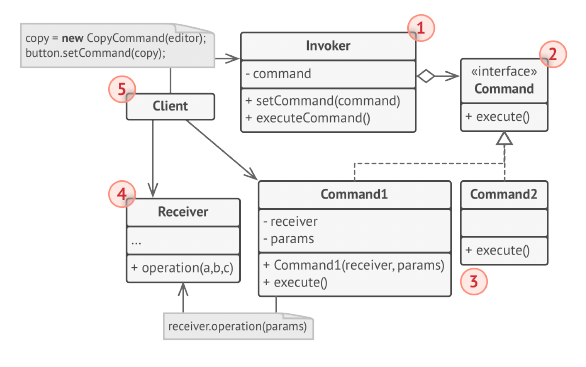 copy = new CopyCommand(editor);
button.setCommand(copy);
1
Invoker
- command
+ setCommand(command)
+ executeCommand()
2
«interface»
Command
+ execute()
5
Client
4
Receiver
...
+ operation(a,b,c)
Command1
- receiver
- params
+ Command1(receiver, params)
+ execute()
Command2
+ execute()
3
receiver.operation(params)